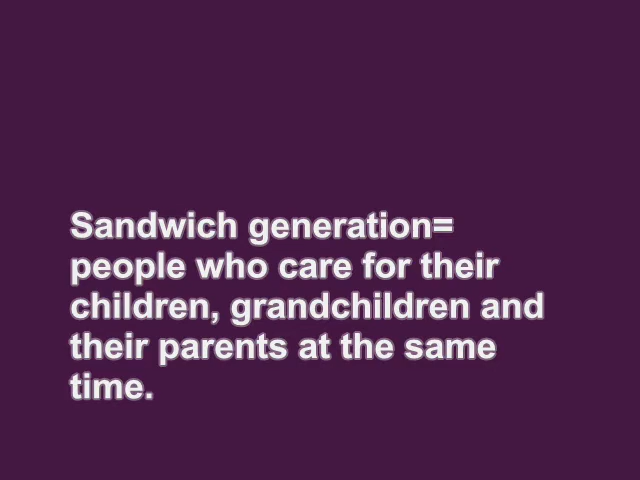 Sandwich generation=
people who care for their
children, grandchildren and
their parents at the same
time.